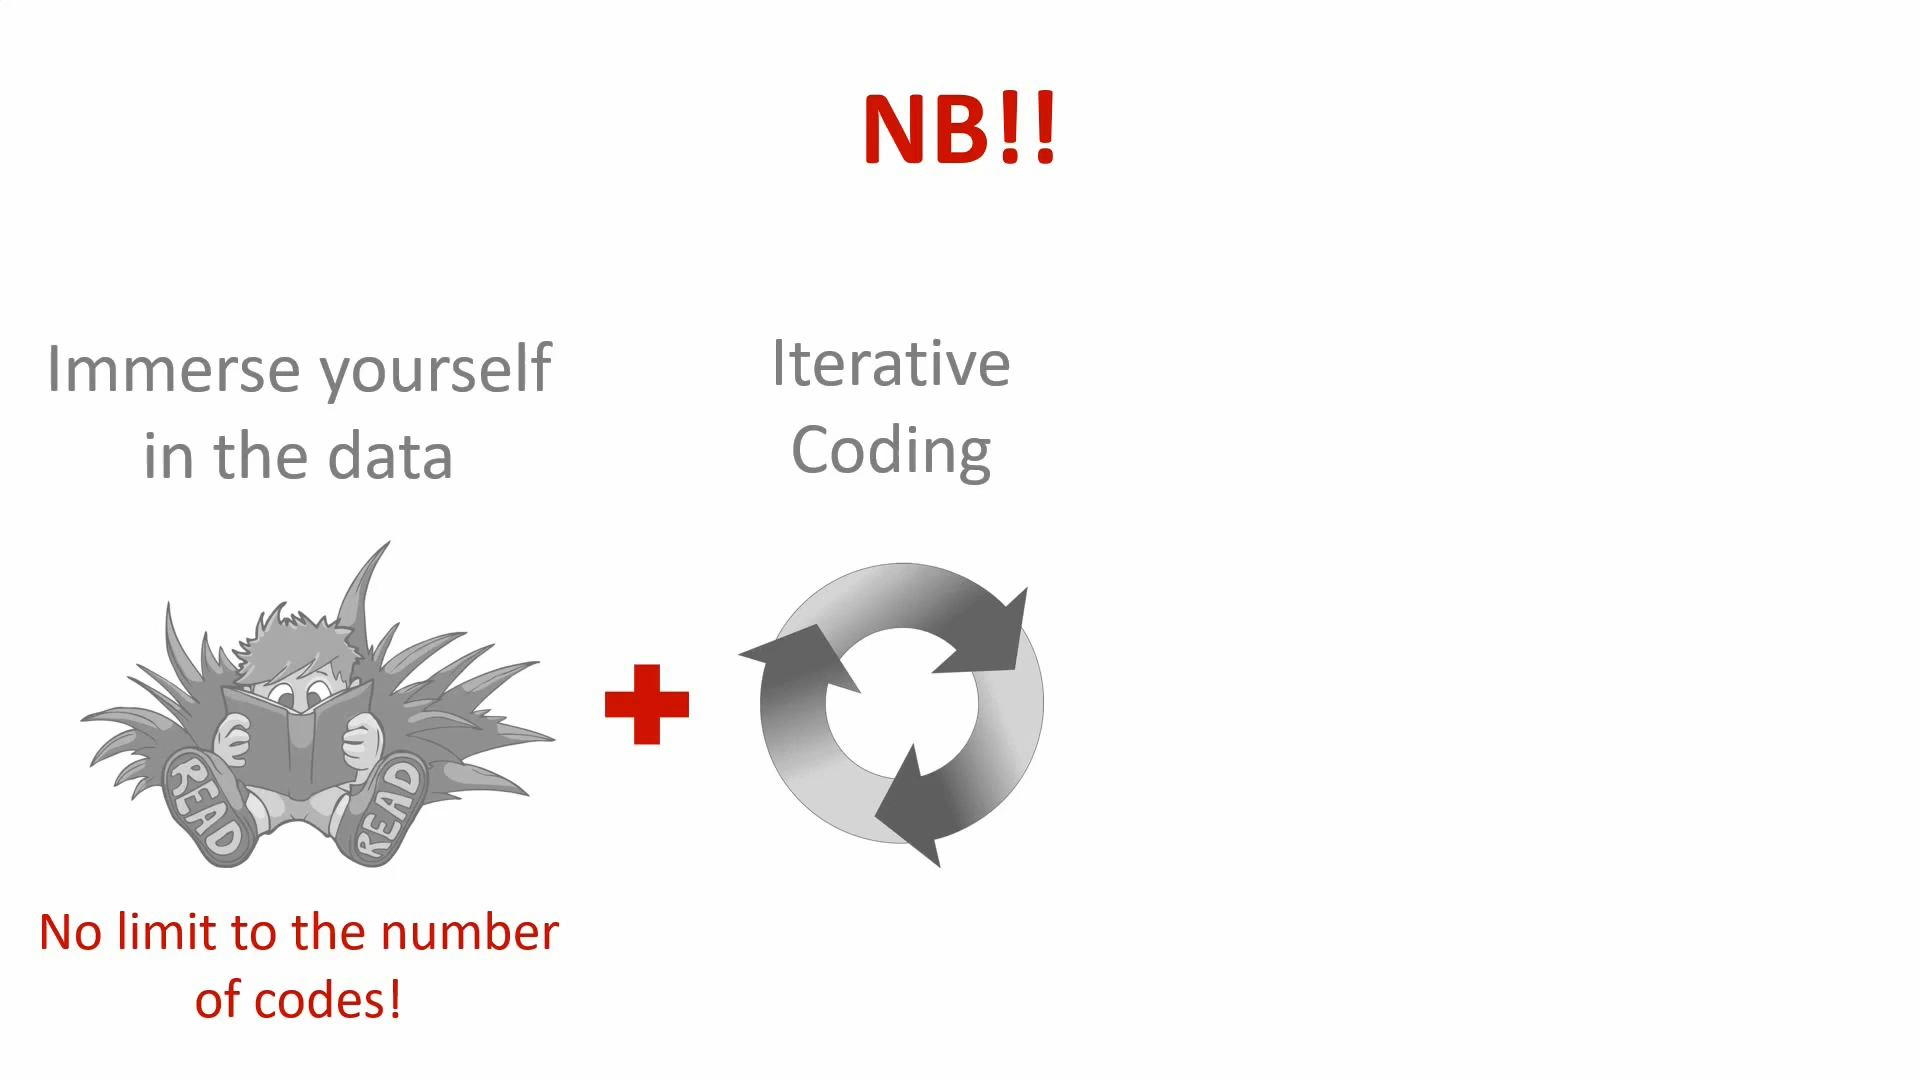 NB!!
Immerse yourself
in the data
Iterative
Coding
READ
READ
No limit to the number
of codes!